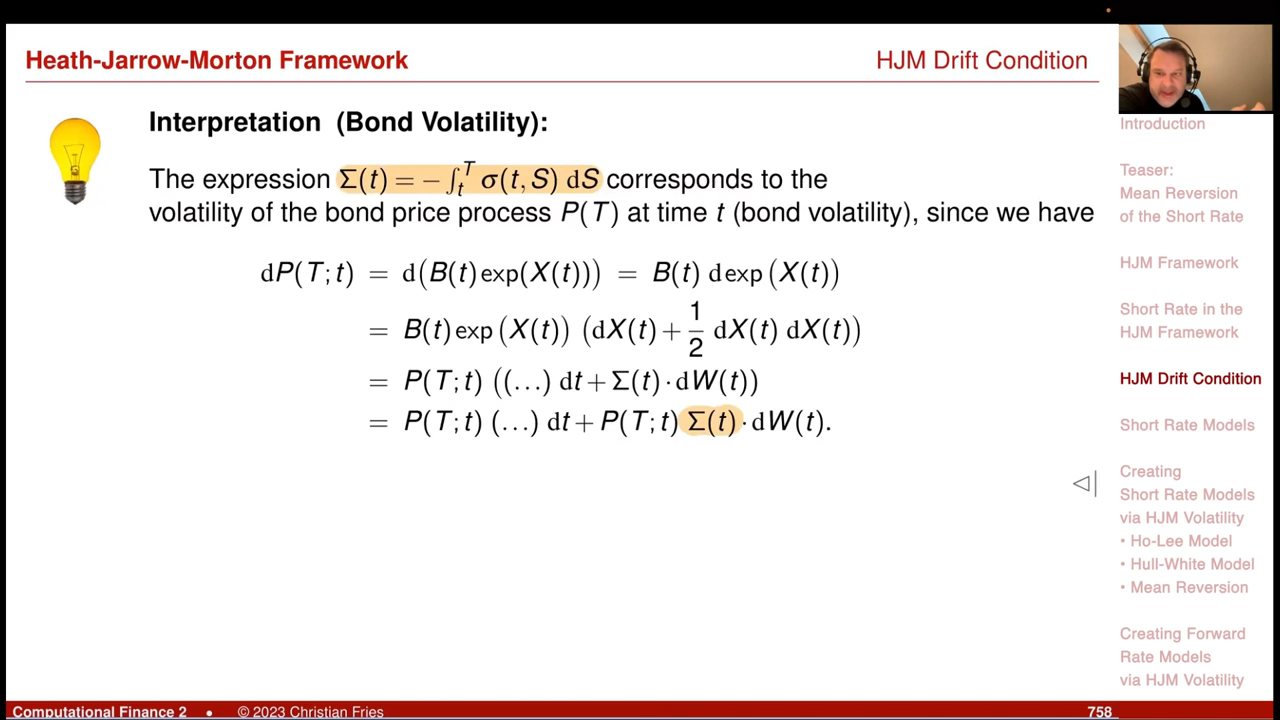 Heath-Jarrow-Morton Framework
HJM Drift Condition
Interpretation (Bond Volatility):
The expression Σ(t) = −∫ₜᵀ σ(t, S) dS corresponds to the
volatility of the bond price process P(T) at time t (bond volatility), since we have
dP(T; t) = d(B(t) exp(X(t))) = B(t) d exp(X(t))
= B(t) exp(X(t)) (dX(t) + 1/2 dX(t) dX(t))
= P(T; t) ((...) dt + Σ(t) · dW(t))
= P(T; t) (...) dt + P(T; t) Σ(t) · dW(t).
◁|
Introduction
Teaser:
Mean Reversion
of the Short Rate
HJM Framework
Short Rate in the
HJM Framework
HJM Drift Condition
Short Rate Models
Creating
Short Rate Models
via HJM Volatility
• Ho-Lee Model
• Hull-White Model
• Mean Reversion
Creating Forward
Rate Models
via HJM Volatility
Computational Finance 2 • © 2023 Christian Fries 758